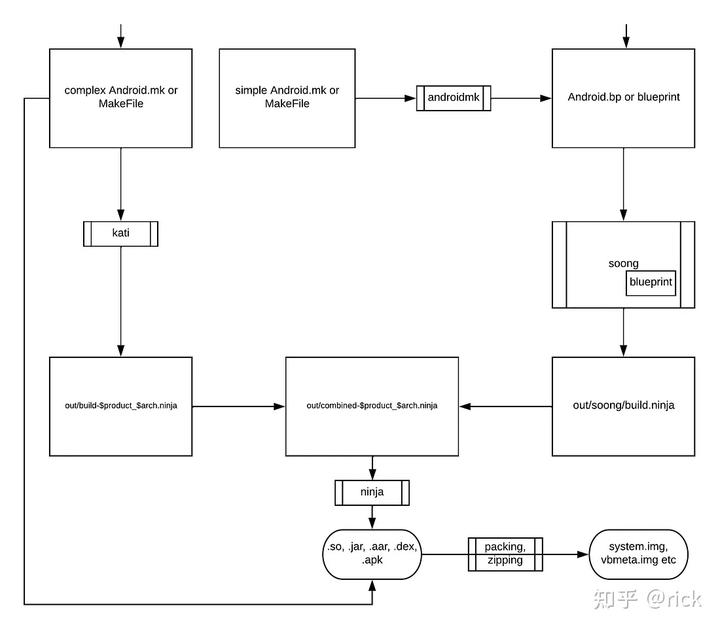 complex Android.mk or
MakeFile
simple Android.mk or
MakeFile
androidmk
Android.bp or blueprint
kati
soong
blueprint
out/build-$product_$arch.ninja
out/combined-$product_$arch.ninja
out/soong/build.ninja
ninja
.so, .jar, .aar, .dex,
.apk
packing,
zipping
system.img,
vbmeta.img etc
知乎 @rick